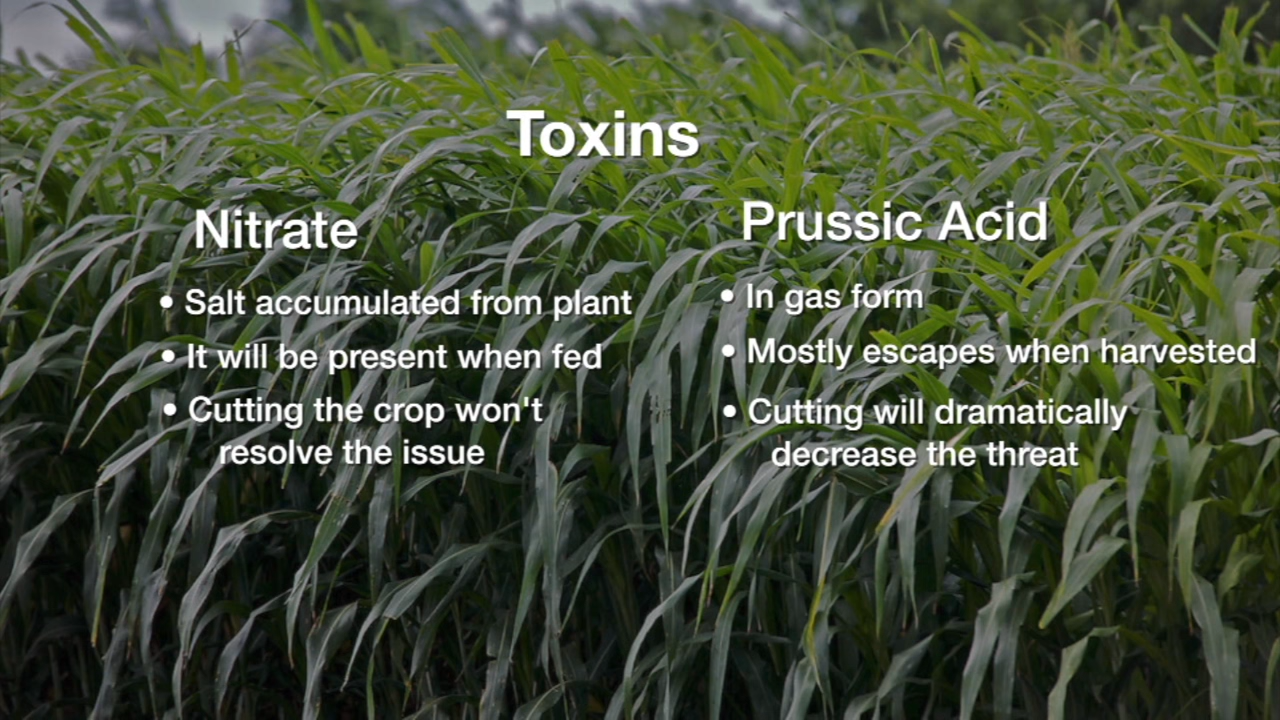 Toxins
Nitrate
• Salt accumulated from plant
• It will be present when fed
• Cutting the crop won't
resolve the issue
Prussic Acid
• In gas form
• Mostly escapes when harvested
• Cutting will dramatically
decrease the threat